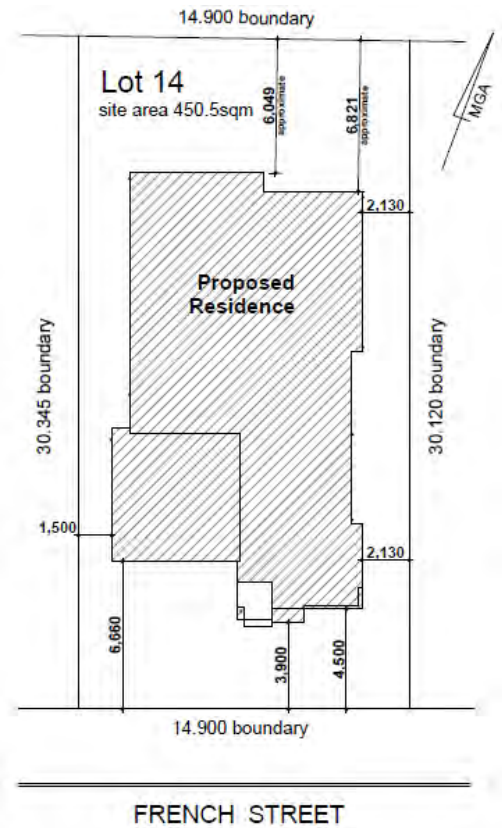 14.900 boundary
Lot 14
site area 450.5sqm
6,049
approximate
6,821
approximate
MGA
2,130
Proposed
Residence
30.345 boundary
30.120 boundary
1,500
2,130
6,660
3,900
4,500
14.900 boundary
FRENCH STREET